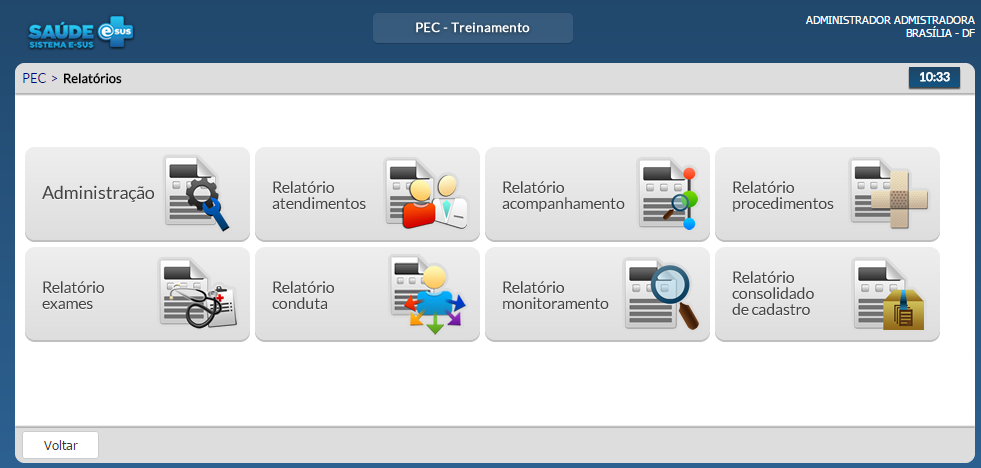 SAÚDE e-SUS
SISTEMA E-SUS
PEC - Treinamento
ADMINISTRADOR ADMISTRADORA
BRASÍLIA - DF
PEC > Relatórios
10:33
Administração
Relatório
atendimentos
Relatório
acompanhamento
Relatório
procedimentos
Relatório
exames
Relatório
conduta
Relatório
monitoramento
Relatório
consolidado
de cadastro
Voltar